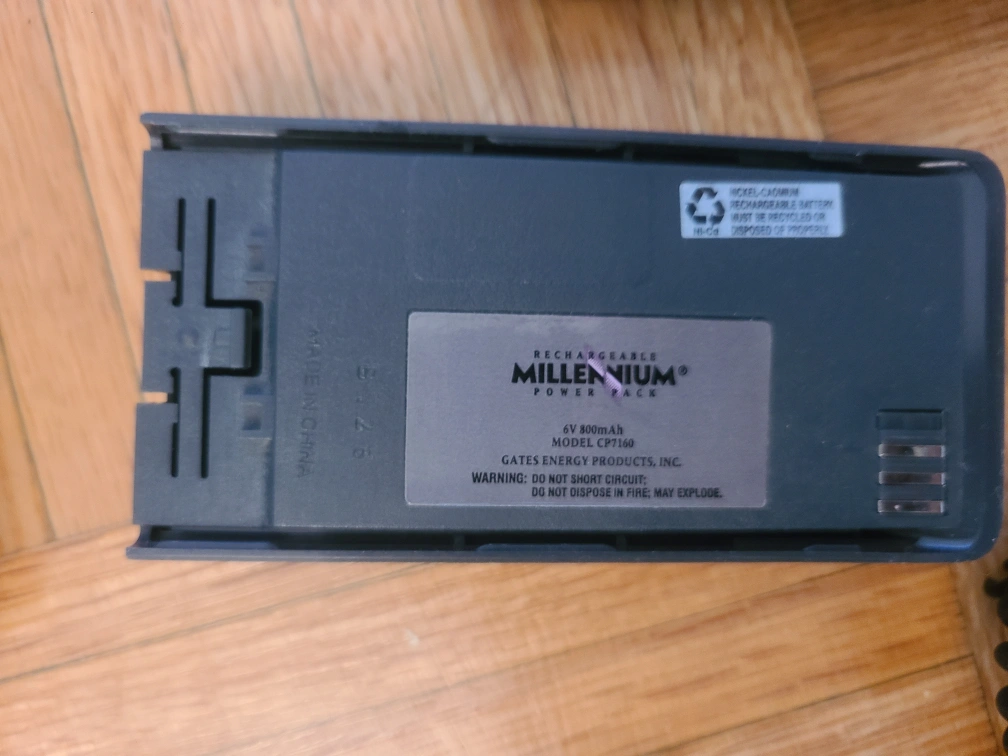 NICKEL-CADMIUM
RECHARGEABLE BATTERY
MUST BE RECYCLED OR
DISPOSED OF PROPERLY.
Ni-Cd
RECHARGEABLE
MILLENNIUM®
POWER PACK
6V 800mAh
MODEL CP7160
GATES ENERGY PRODUCTS, INC.
WARNING: DO NOT SHORT CIRCUIT;
DO NOT DISPOSE IN FIRE; MAY EXPLODE.
MADE IN CHINA